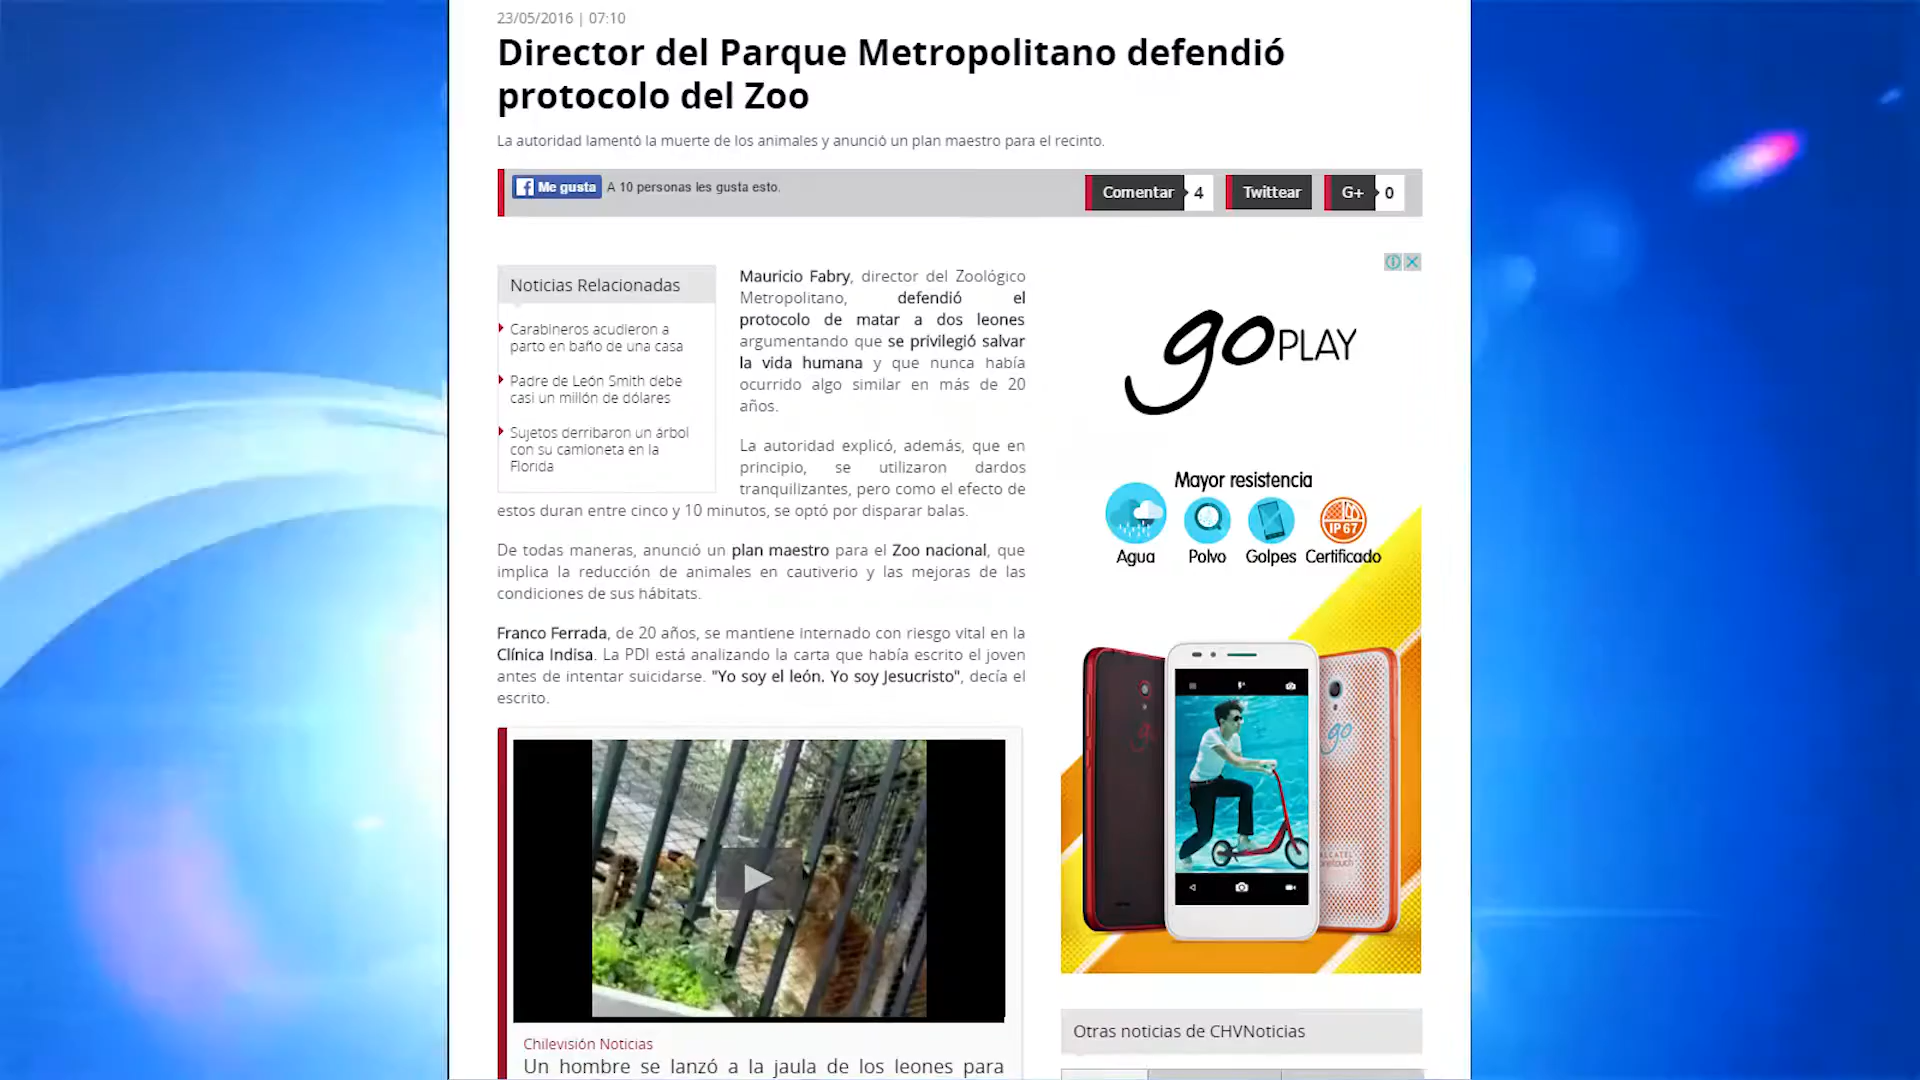 23/05/2016 | 07:10
Director del Parque Metropolitano defendió
protocolo del Zoo
La autoridad lamentó la muerte de los animales y anunció un plan maestro para el recinto.
Me gusta A 10 personas les gusta esto.
Comentar 4 Twittear G+ 0
Noticias Relacionadas
Carabineros acudieron a
parto en baño de una casa
Padre de León Smith debe
casi un millón de dólares
Sujetos derribaron un árbol
con su camioneta en la
Florida
Mauricio Fabry, director del Zoológico
Metropolitano, defendió el
protocolo de matar a dos leones
argumentando que se privilegió salvar
la vida humana y que nunca había
ocurrido algo similar en más de 20
años.
La autoridad explicó, además, que en
principio, se utilizaron dardos
tranquilizantes, pero como el efecto de
estos duran entre cinco y 10 minutos, se optó por disparar balas.
De todas maneras, anunció un plan maestro para el Zoo nacional, que
implica la reducción de animales en cautiverio y las mejoras de las
condiciones de sus hábitats.
Franco Ferrada, de 20 años, se mantiene internado con riesgo vital en la
Clínica Indisa. La PDI está analizando la carta que había escrito el joven
antes de intentar suicidarse. "Yo soy el león. Yo soy Jesucristo", decía el
escrito.
Chilevisión Noticias
Un hombre se lanzó a la jaula de los leones para
go PLAY
Mayor resistencia
IP 67
Agua Polvo Golpes Certificado
go
ALCATEL
onetouch
Otras noticias de CHVNoticias